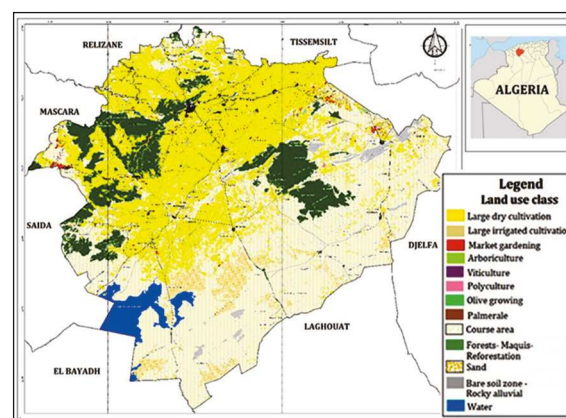 RELIZANE
TISSEMSILT
MASCARA
SAIDA
DJELFA
LAGHOUAT
EL BAYADH
ALGERIA
Legend
Land use class
Large dry cultivation
Large irrigated cultivatio
Market gardening
Arboriculture
Viticulture
Polyculture
Olive growing
Palmerale
Course area
Forests- Maquis-
Reforestation
Sand
Bare soil zone -
Rocky alluvial
Water